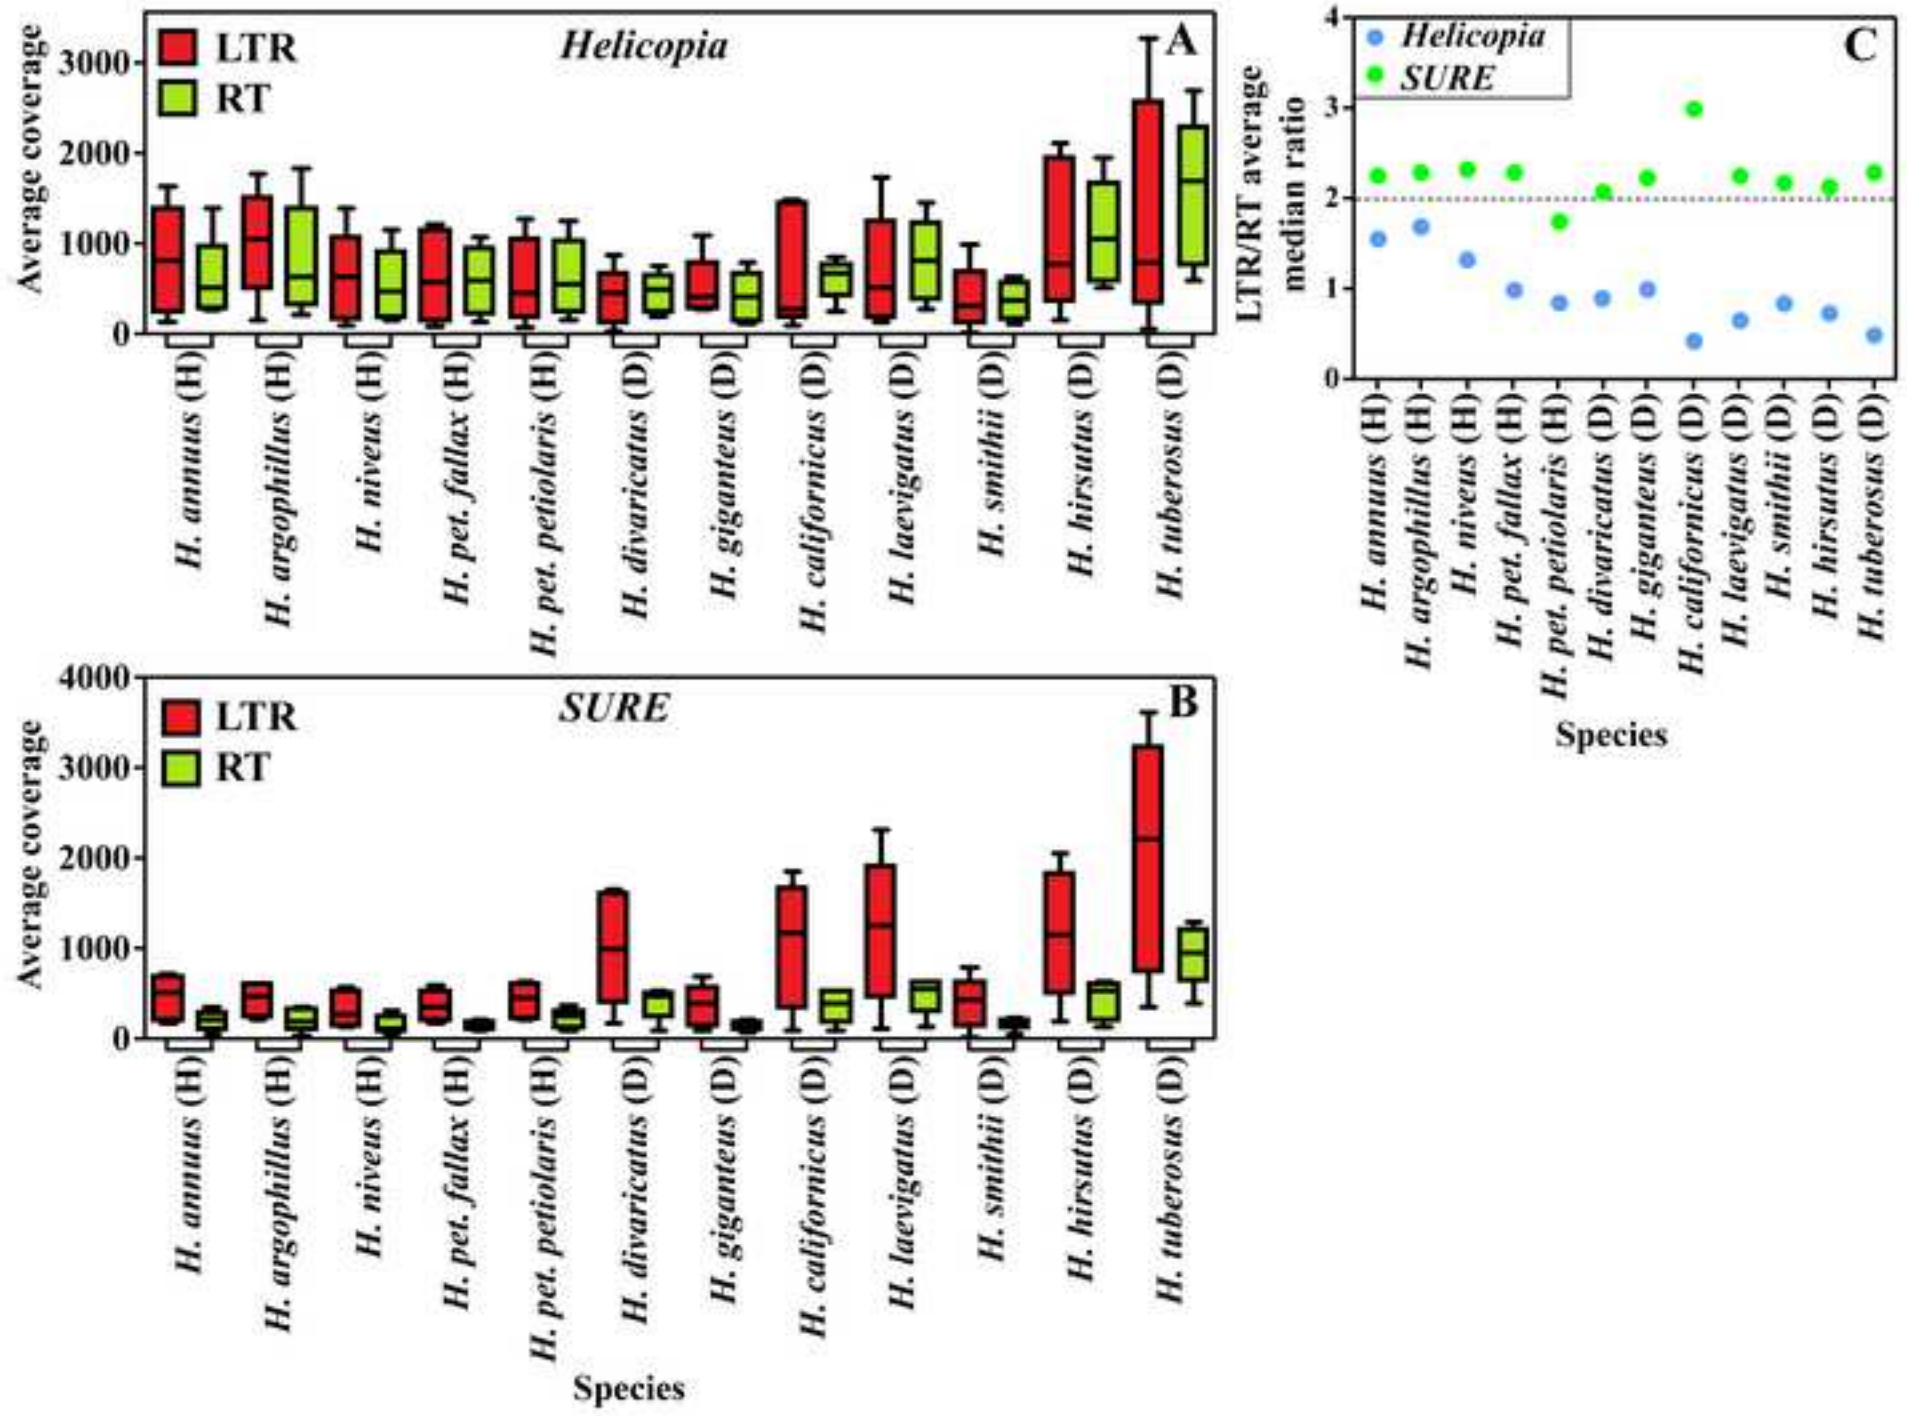 Helicopia
A
LTR
RT
Average coverage
3000
2000
1000
0
H. annuus (H)
H. argophillus (H)
H. niveus (H)
H. pet. fallax (H)
H. pet. petiolaris (H)
H. divaricatus (D)
H. giganteus (D)
H. californicus (D)
H. laevigatus (D)
H. smithii (D)
H. hirsutus (D)
H. tuberosus (D)
SURE
B
LTR
RT
Average coverage
4000
3000
2000
1000
0
H. annuus (H)
H. argophillus (H)
H. niveus (H)
H. pet. fallax (H)
H. pet. petiolaris (H)
H. divaricatus (D)
H. giganteus (D)
H. californicus (D)
H. laevigatus (D)
H. smithii (D)
H. hirsutus (D)
H. tuberosus (D)
Species
Helicopia
SURE
C
LTR/RT average
median ratio
4
3
2
1
0
H. annuus (H)
H. argophillus (H)
H. niveus (H)
H. pet. fallax (H)
H. pet. petiolaris (H)
H. divaricatus (D)
H. giganteus (D)
H. californicus (D)
H. laevigatus (D)
H. smithii (D)
H. hirsutus (D)
H. tuberosus (D)
Species